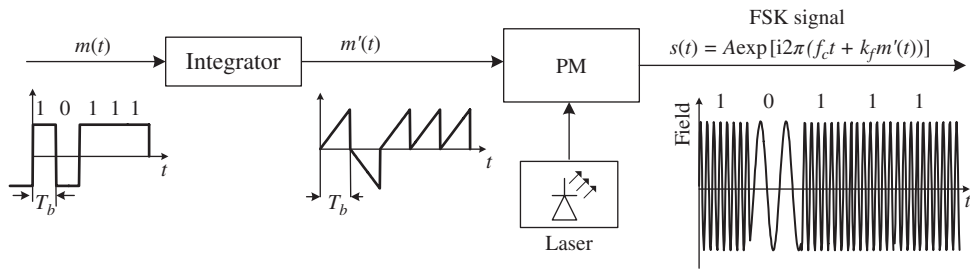 FSK signal
m(t)
Integrator
m'(t)
PM
s(t) = Aexp[i2π(f_c t + k_f m'(t))]
1 0 1 1 1
t
T_b
t
T_b
Laser
Field
1 0 1 1 1
t